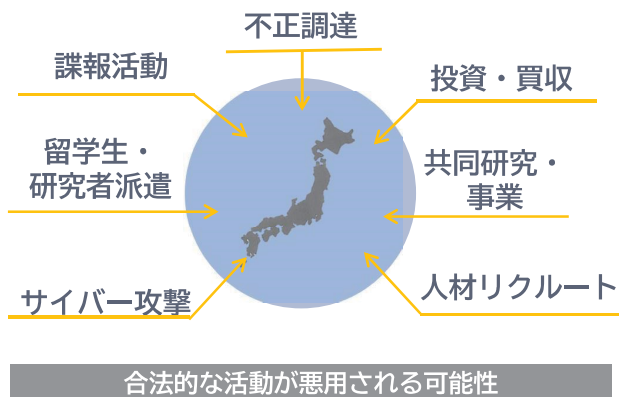 不正調達
諜報活動
投資・買収
留学生・
研究者派遣
共同研究・
事業
サイバー攻撃
人材リクルート
合法的な活動が悪用される可能性